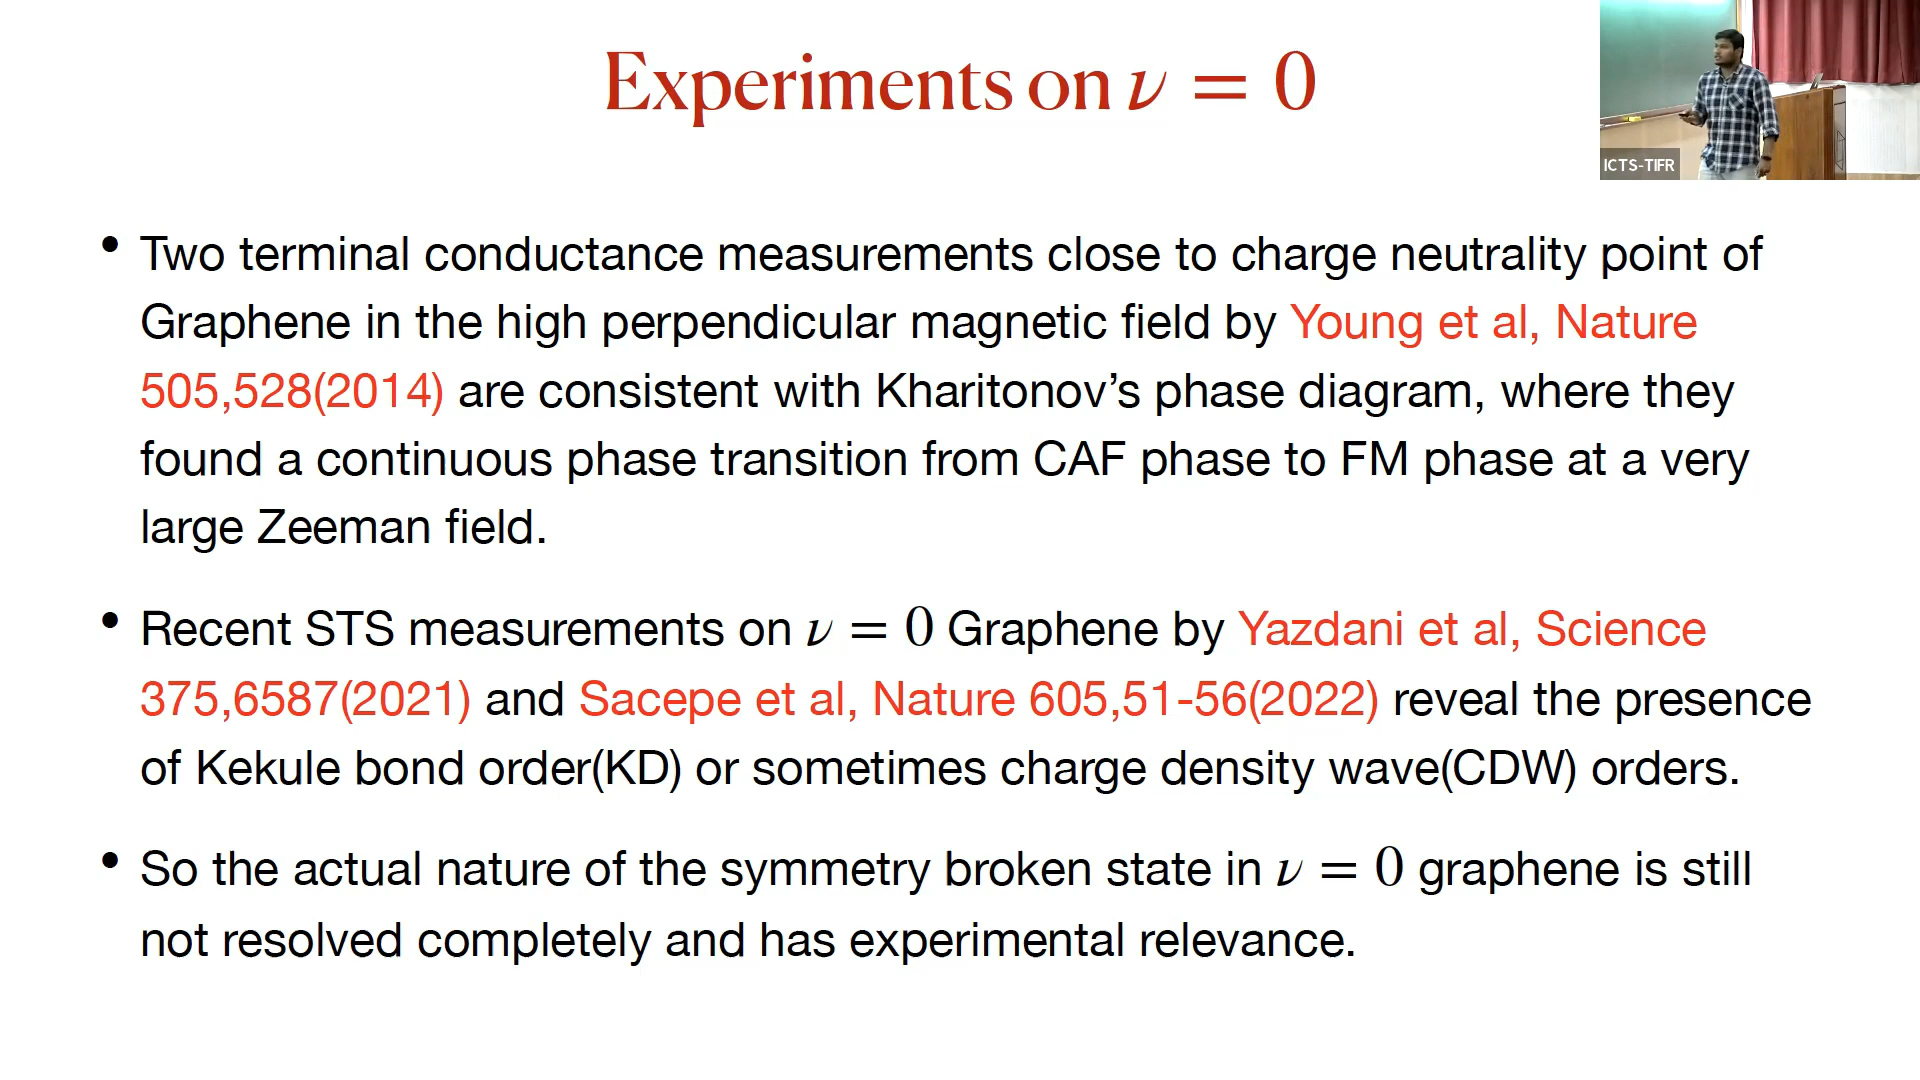 Experiments on ν = 0
ICTS-TIFR
• Two terminal conductance measurements close to charge neutrality point of
Graphene in the high perpendicular magnetic field by Young et al, Nature
505,528(2014) are consistent with Kharitonov’s phase diagram, where they
found a continuous phase transition from CAF phase to FM phase at a very
large Zeeman field.
• Recent STS measurements on ν = 0 Graphene by Yazdani et al, Science
375,6587(2021) and Sacepe et al, Nature 605,51-56(2022) reveal the presence
of Kekule bond order(KD) or sometimes charge density wave(CDW) orders.
• So the actual nature of the symmetry broken state in ν = 0 graphene is still
not resolved completely and has experimental relevance.